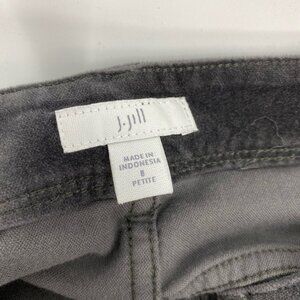 J.Jill
MADE IN
INDONESIA
8
PETITE